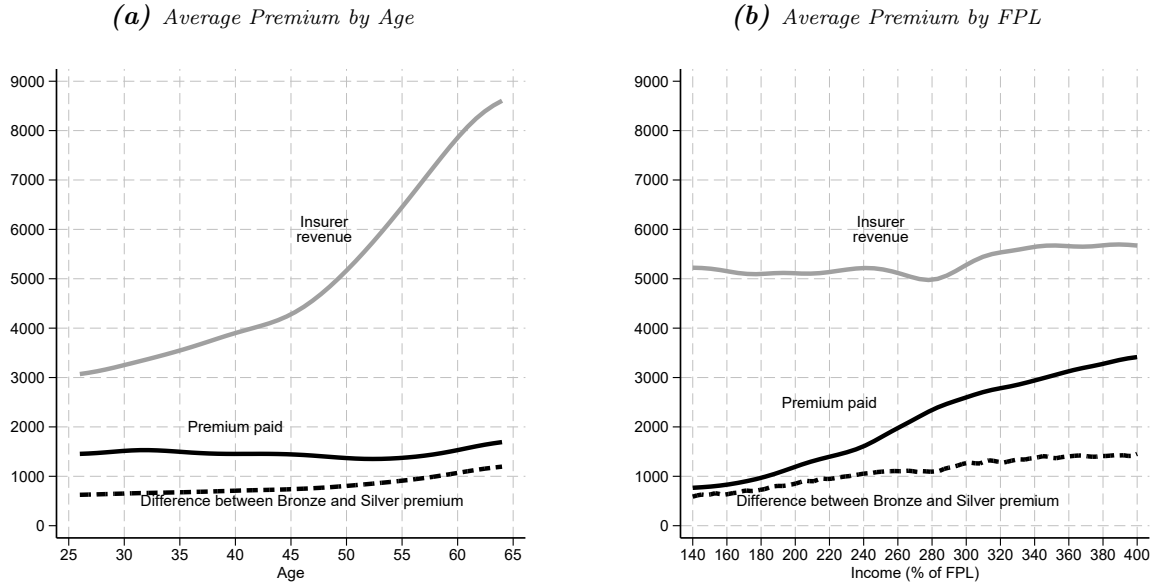 (a) Average Premium by Age
9000
8000
7000
6000
5000
4000
3000
2000
1000
0
Insurer
revenue
Premium paid
Difference between Bronze and Silver premium
25 30 35 40 45 50 55 60 65
Age
(b) Average Premium by FPL
9000
8000
7000
6000
5000
4000
3000
2000
1000
0
Insurer
revenue
Premium paid
Difference between Bronze and Silver premium
140 160 180 200 220 240 260 280 300 320 340 360 380 400
Income (% of FPL)